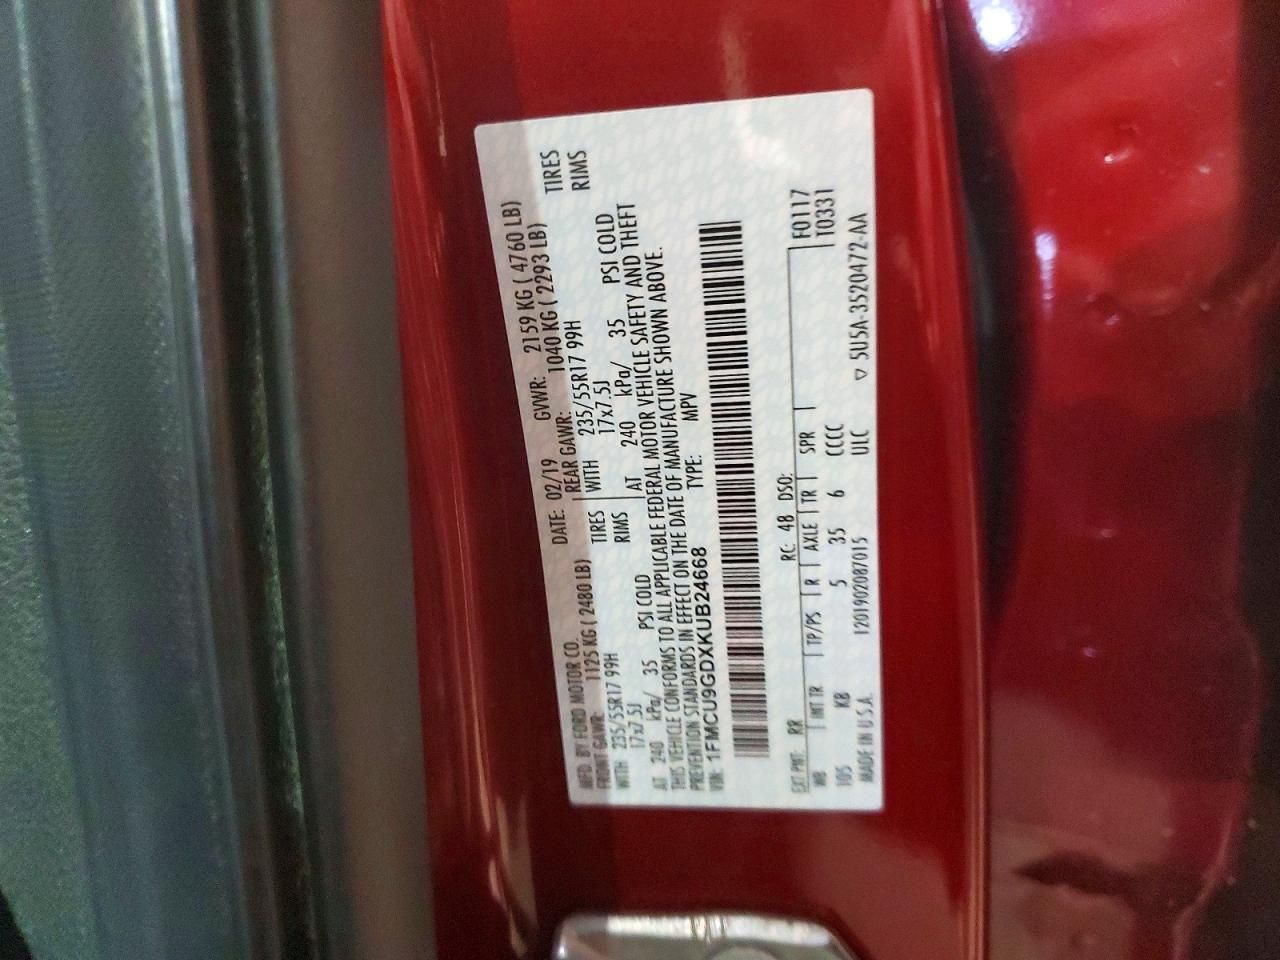 MFD. BY FORD MOTOR CO.
DATE: 02/19 GVWR: 2159 KG ( 4760 LB)
FRONT GAWR: 1125 KG ( 2480 LB)
REAR GAWR: 1040 KG ( 2293 LB)
WITH 235/55R17 99H TIRES
17x7.5J RIMS
WITH 235/55R17 99H TIRES
17x7.5J RIMS
AT 240 kPa/ 35 PSI COLD
AT 240 kPa/ 35 PSI COLD
THIS VEHICLE CONFORMS TO ALL APPLICABLE FEDERAL MOTOR VEHICLE SAFETY AND THEFT
PREVENTION STANDARDS IN EFFECT ON THE DATE OF MANUFACTURE SHOWN ABOVE.
VIN: 1FMCU9GDXKUB24668 TYPE: MPV
EXT PNT: RR RC: 48 DSO: F0117
WB INT TR TP/PS R AXLE TR SPR T0331
105 KB 5 35 6 CCCC
MADE IN U.S.A. 120190208 7015 ULC ▽ 5U5A-3520472-AA